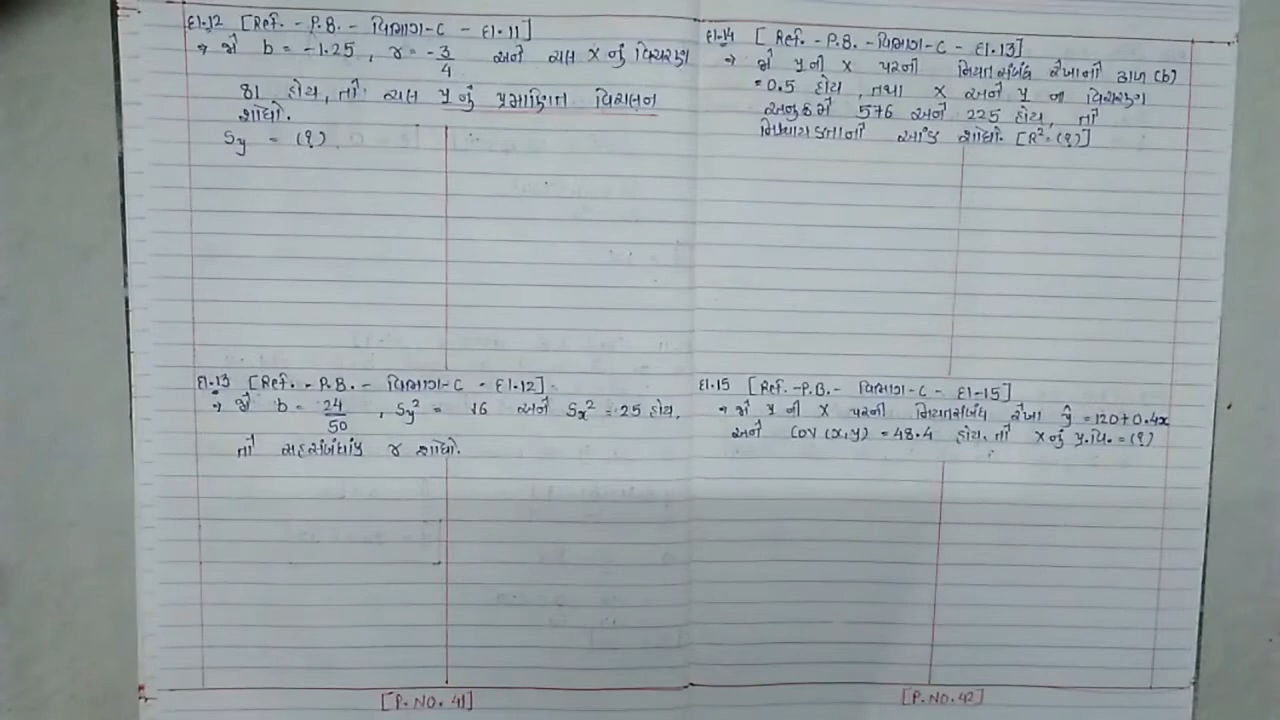 દા.12 [Ref. - P.B. - વિભાગ-C - દા.11]
→ જો b = -1.25 , r = -3/4 અને ચલ X નું વિચરણ
81 હોય, તો ચલ y નું પ્રમાણિત વિચલન
શોધો.
Sy = (?)
દા.13 [Ref. - P.B. - વિભાગ-C - દા.12]
→ જો b = 24/50 , Sy² = 16 અને Sx² = 25 હોય,
તો સહસંબંધાંક r શોધો.
[P. NO. 41]
દા.14 [Ref. - P.B. - વિભાગ-C - દા.13]
→ જો y ની X પરની નિયતસંબંધ રેખાનો ઢાળ (b)
= 0.5 હોય, તથા X અને y ના વિચરણ
અનુક્રમે 576 અને 225 હોય, તો
નિશ્ચાયકતાનો આંક શોધો. [R² = (?)]
દા.15 [Ref. - P.B. - વિભાગ-C - દા-15]
→ જો y ની X પરની નિયતસંબંધ રેખા ŷ = 120 + 0.4x
અને COV (x,y) = 48.4 હોય. તો X નું પ્ર.વિ. = (?)
[P. NO. 42]